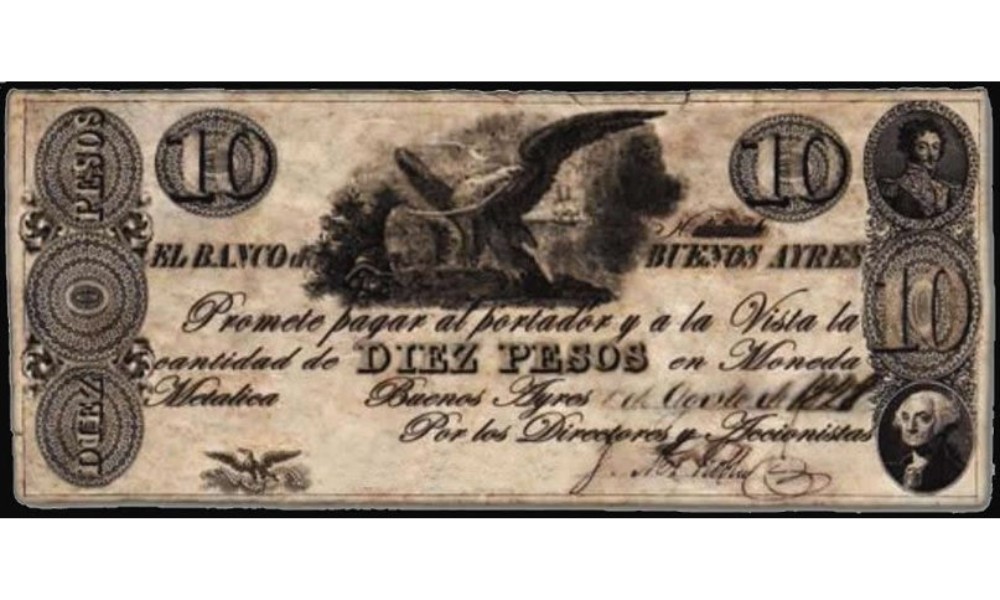 PESOS
10
10
EL BANCO de
BUENOS AYRES
0
10
Promete pagar al portador y a la Vista la
cantidad de DIEZ PESOS en Moneda
Metalica Buenos Ayres
DIEZ
Por los Directores y Accionistas